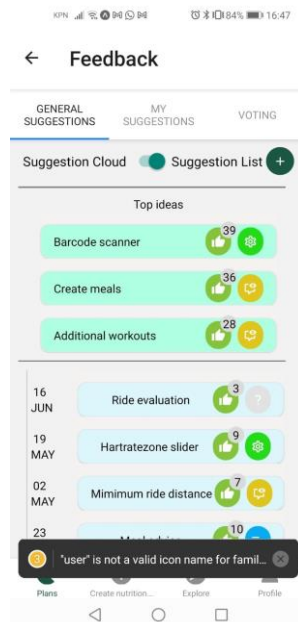 KPN 84% 16:47
Feedback
GENERAL SUGGESTIONS
MY SUGGESTIONS
VOTING
Suggestion Cloud Suggestion List +
Top ideas
Barcode scanner 39
Create meals 36
Additional workouts 28
16 JUN Ride evaluation 3 ?
19 MAY Hartratezone slider 9
02 MAY Mimimum ride distance 7
23 10
3 "user" is not a valid icon name for famil...
Plans Create nutrition... Explore Profile